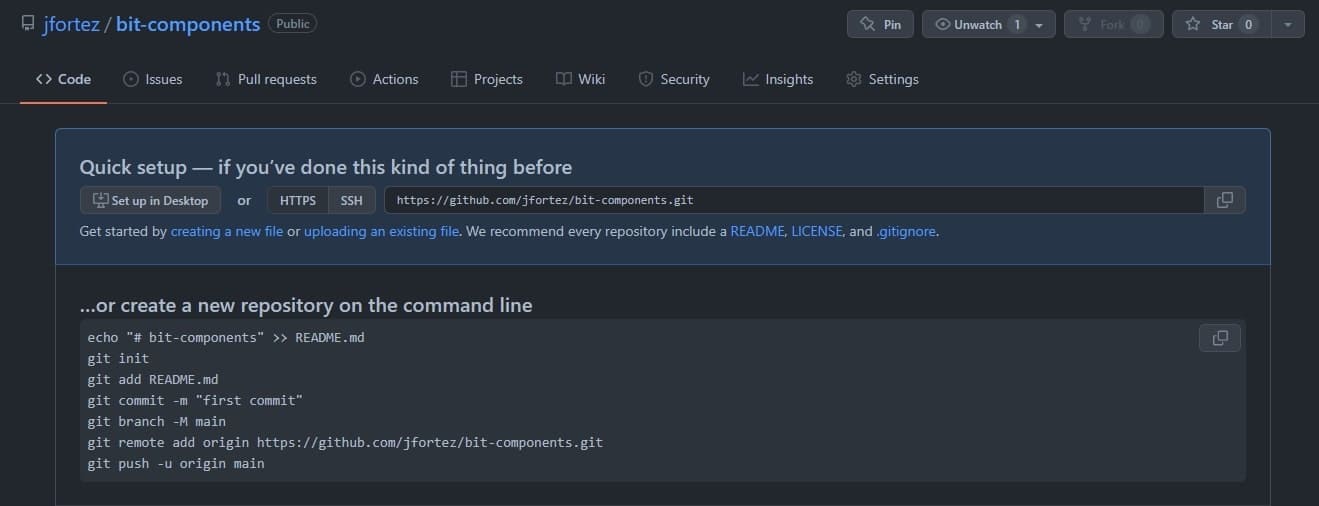 jfortez / bit-components Public Pin Unwatch 1 Fork 0 Star 0
Code Issues Pull requests Actions Projects Wiki Security Insights Settings
Quick setup — if you’ve done this kind of thing before
Set up in Desktop or HTTPS SSH https://github.com/jfortez/bit-components.git
Get started by creating a new file or uploading an existing file. We recommend every repository include a README, LICENSE, and .gitignore.
…or create a new repository on the command line
echo "# bit-components" >> README.md
git init
git add README.md
git commit -m "first commit"
git branch -M main
git remote add origin https://github.com/jfortez/bit-components.git
git push -u origin main